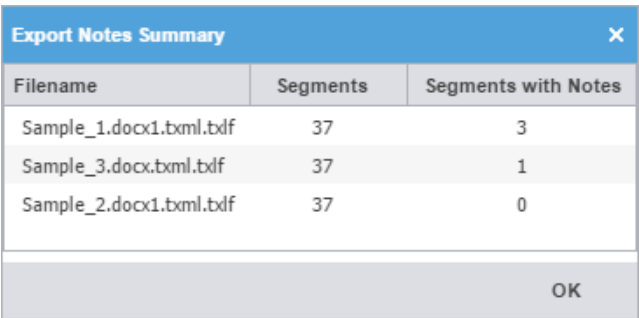 Export Notes Summary ×
Filename Segments Segments with Notes
Sample_1.docx1.txml.txlf 37 3
Sample_3.docx.txml.txlf 37 1
Sample_2.docx1.txml.txlf 37 0
OK